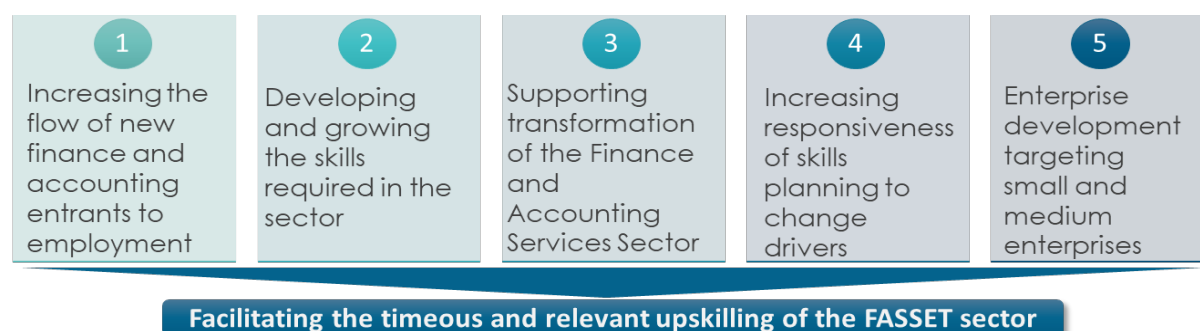 1
Increasing the
flow of new
finance and
accounting
entrants to
employment
2
Developing
and growing
the skills
required in the
sector
3
Supporting
transformation
of the Finance
and
Accounting
Services Sector
4
Increasing
responsiveness
of skills
planning to
change
drivers
5
Enterprise
development
targeting
small and
medium
enterprises
Facilitating the timeous and relevant upskilling of the FASSET sector